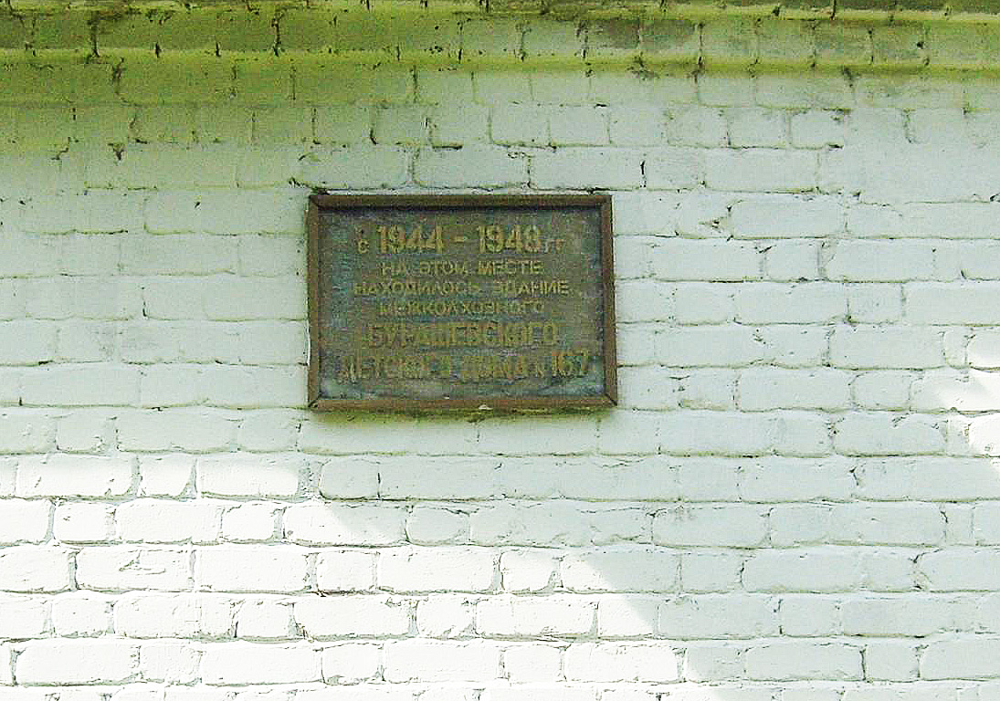 с 1944 - 1948 гг
НА ЭТОМ МЕСТЕ
НАХОДИЛОСЬ ЗДАНИЕ
МЕЖКОЛХОЗНОГО
БУРАШЕВСКОГО
ДЕТСКОГО ДОМА № 167